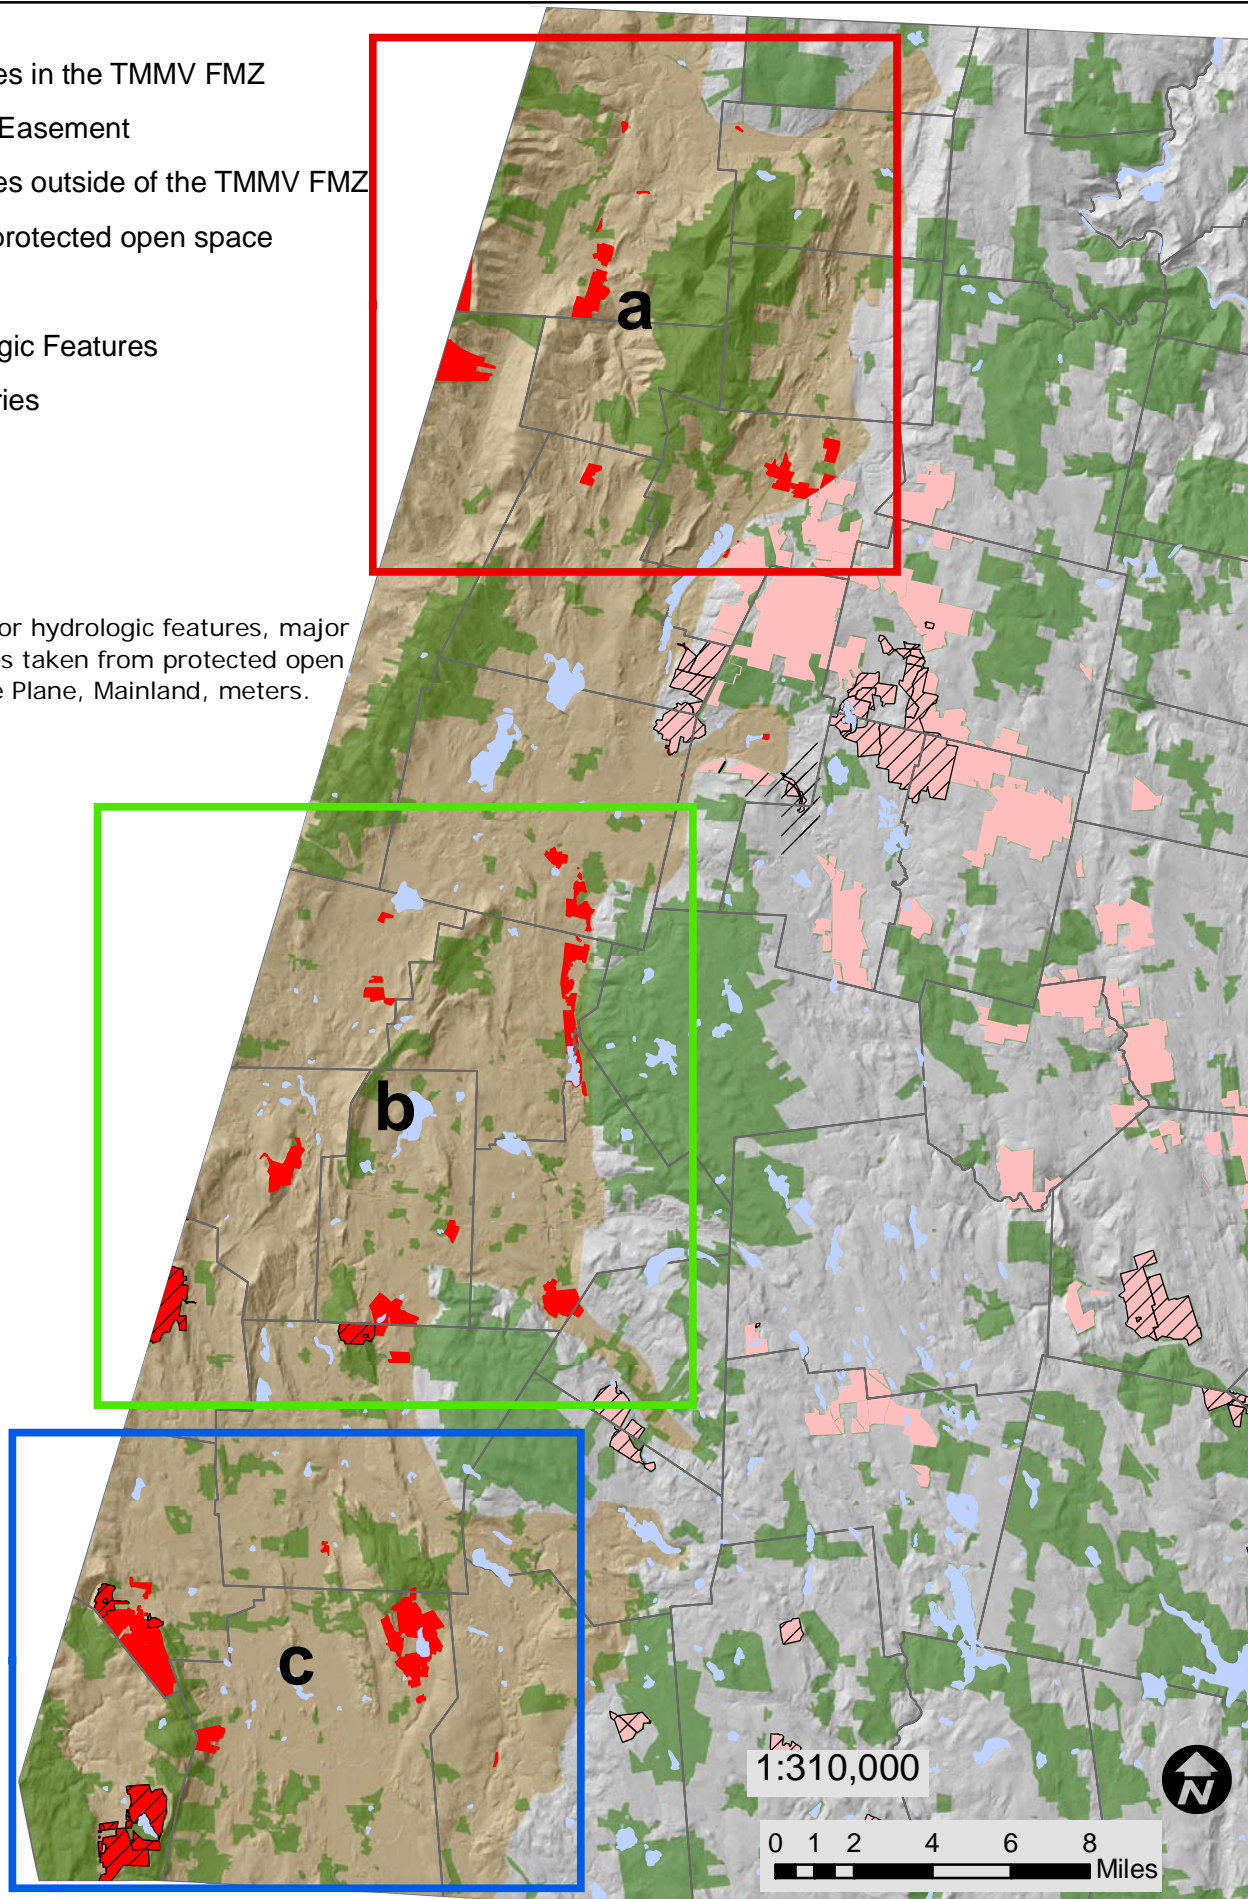 es in the TMMV FMZ
Easement
es outside of the TMMV FMZ
protected open space
gic Features
ries
or hydrologic features, major
s taken from protected open
e Plane, Mainland, meters.
a
b
c
1:310,000
N
0 1 2 4 6 8
Miles